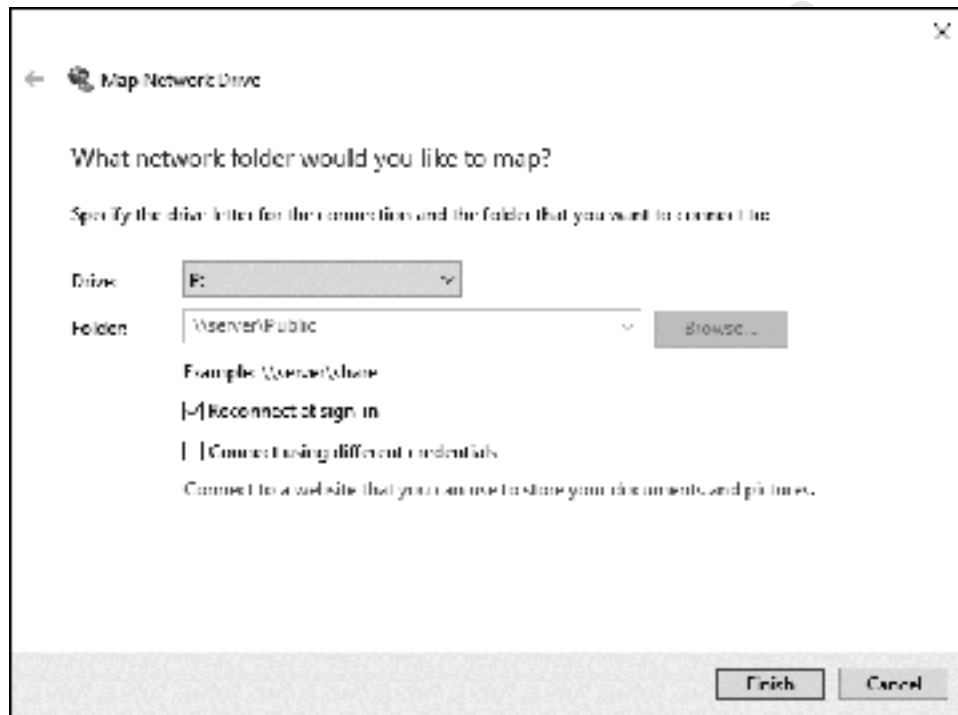 Map Network Drive
What network folder would you like to map?
Specify the drive letter for the connection and the folder that you want to connect to:
Drive:
Folder: \\server\Public Browse...
Example: \\server\share
Reconnect at sign-in
Connect using different credentials
Connect to a website that you can use to store your documents and pictures.
Finish Cancel